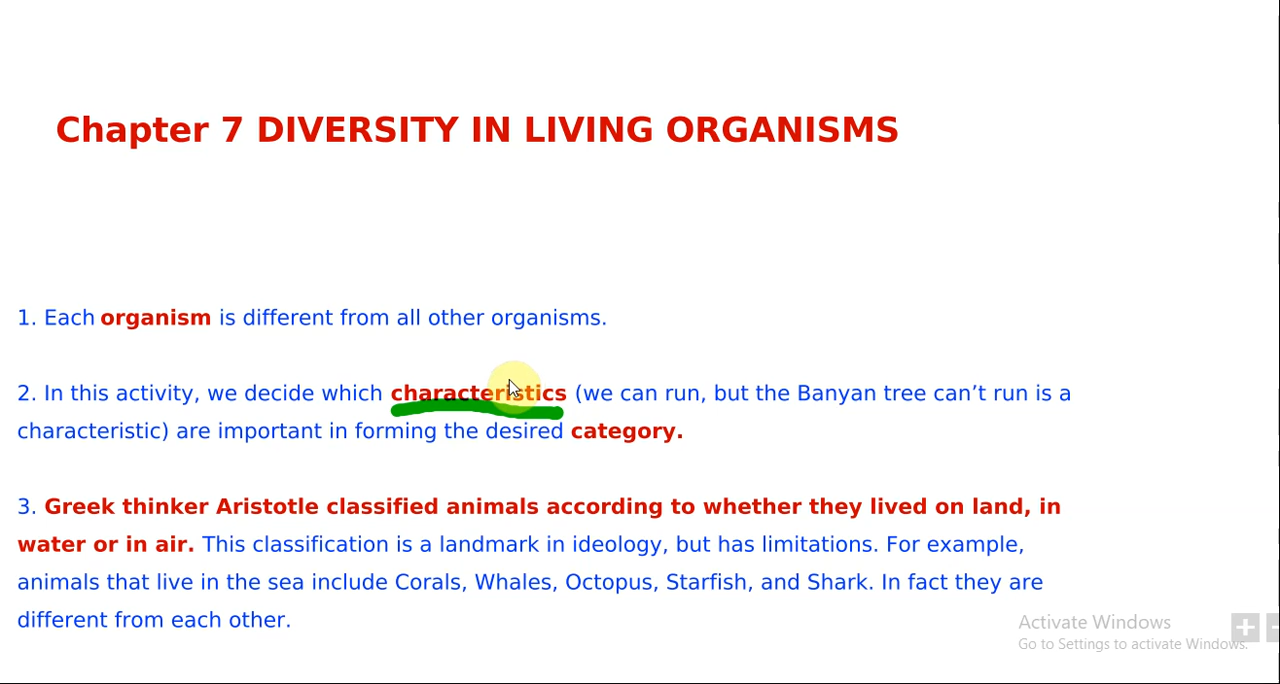 Chapter 7 DIVERSITY IN LIVING ORGANISMS
1. Each organism is different from all other organisms.
2. In this activity, we decide which characteristics (we can run, but the Banyan tree can’t run is a
characteristic) are important in forming the desired category.
3. Greek thinker Aristotle classified animals according to whether they lived on land, in
water or in air. This classification is a landmark in ideology, but has limitations. For example,
animals that live in the sea include Corals, Whales, Octopus, Starfish, and Shark. In fact they are
different from each other.
Activate Windows
Go to Settings to activate Windows.